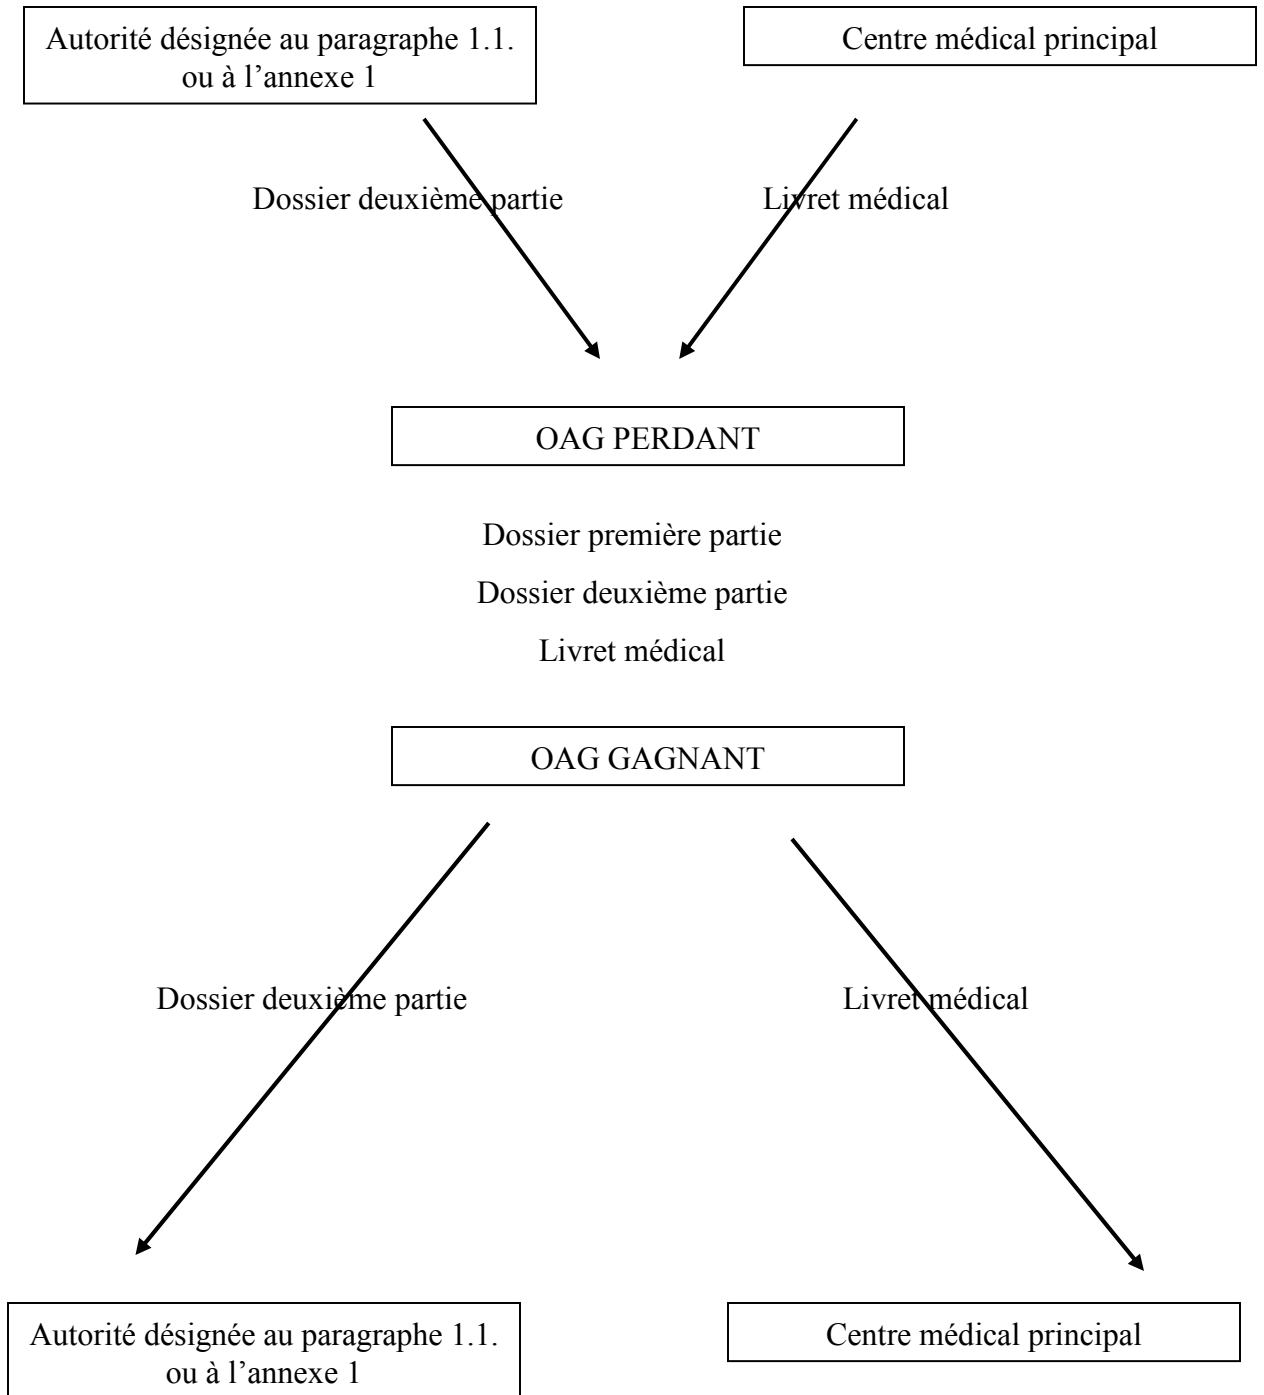 Autorité désignée au paragraphe 1.1.
ou à l’annexe 1
Centre médical principal
Dossier deuxième partie
Livret médical
OAG PERDANT
Dossier première partie
Dossier deuxième partie
Livret médical
OAG GAGNANT
Dossier deuxième partie
Livret médical
Autorité désignée au paragraphe 1.1.
ou à l’annexe 1
Centre médical principal